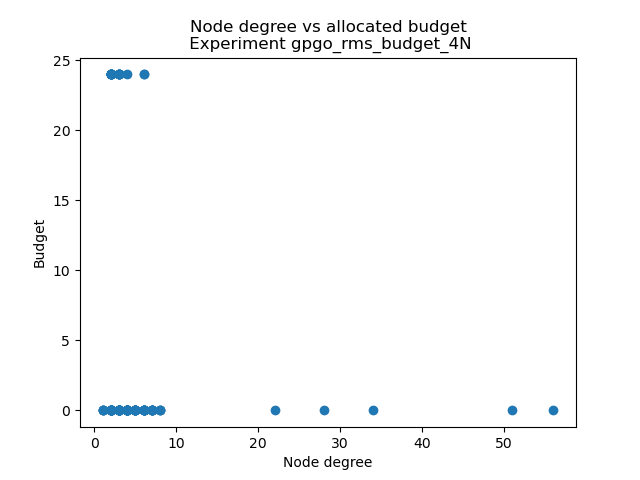 Node degree vs allocated budget
Experiment gpgo_rms_budget_4N
25
20
15
10
5
0
Budget
0 10 20 30 40 50
Node degree